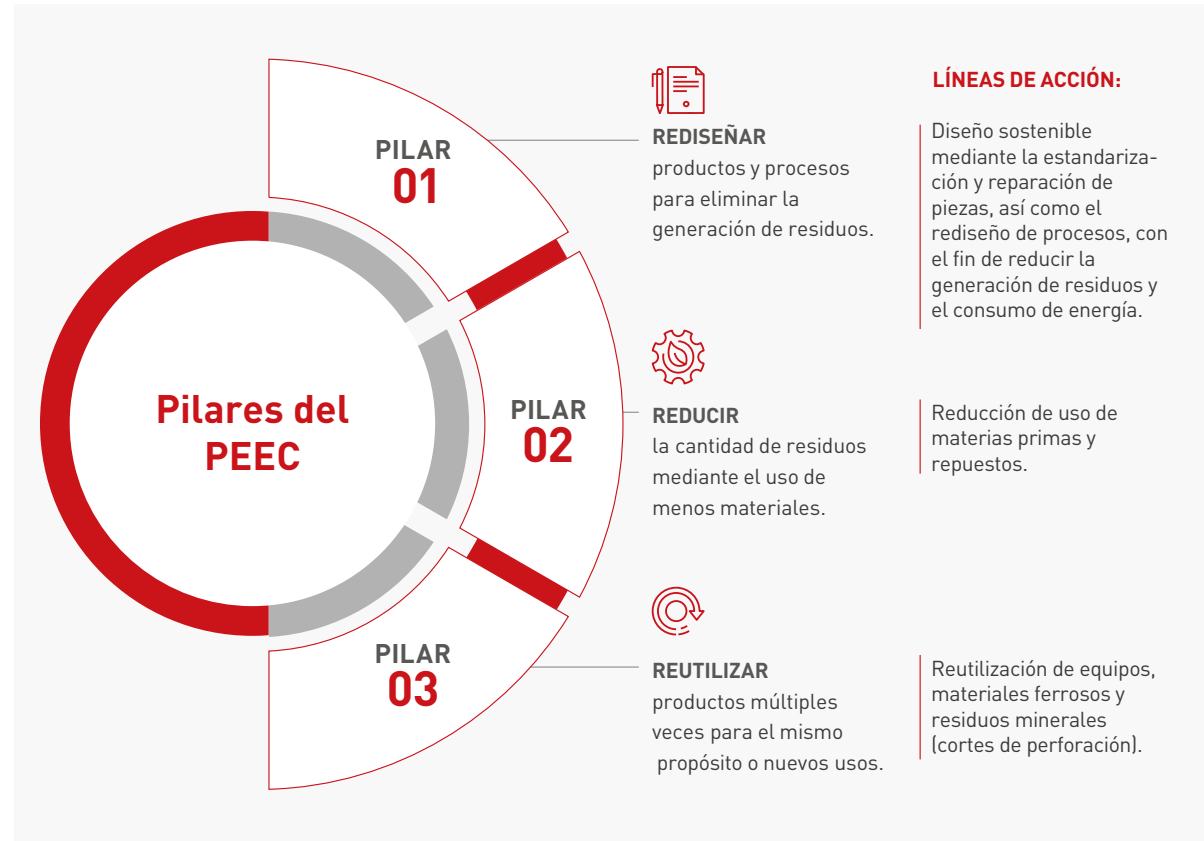 Pilares del
PEEC
PILAR
01
REDISEÑAR
productos y procesos
para eliminar la
generación de residuos.
LÍNEAS DE ACCIÓN:
Diseño sostenible
mediante la estandariza-
ción y reparación de
piezas, así como el
rediseño de procesos, con
el fin de reducir la
generación de residuos y
el consumo de energía.
PILAR
02
REDUCIR
la cantidad de residuos
mediante el uso de
menos materiales.
Reducción de uso de
materias primas y
repuestos.
PILAR
03
REUTILIZAR
productos múltiples
veces para el mismo
propósito o nuevos usos.
Reutilización de equipos,
materiales ferrosos y
residuos minerales
(cortes de perforación).